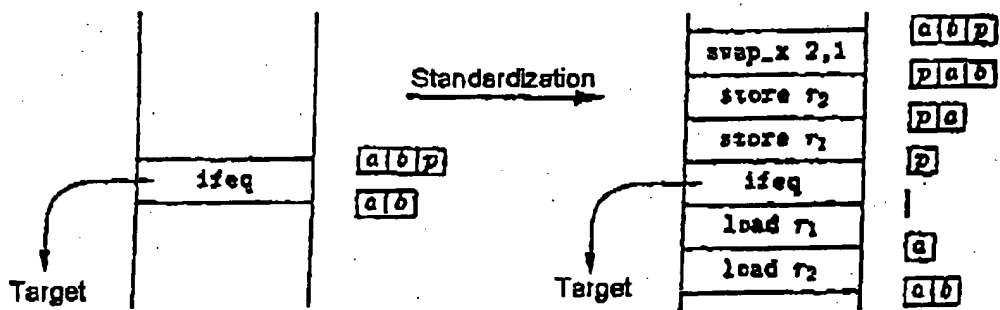 a b p
swap_x 2,1
Standardization
p a b
store r2
p a
store r1
a b p
p
ifeq
ifeq
a b
load r1
a
load r2
Target
Target
a b